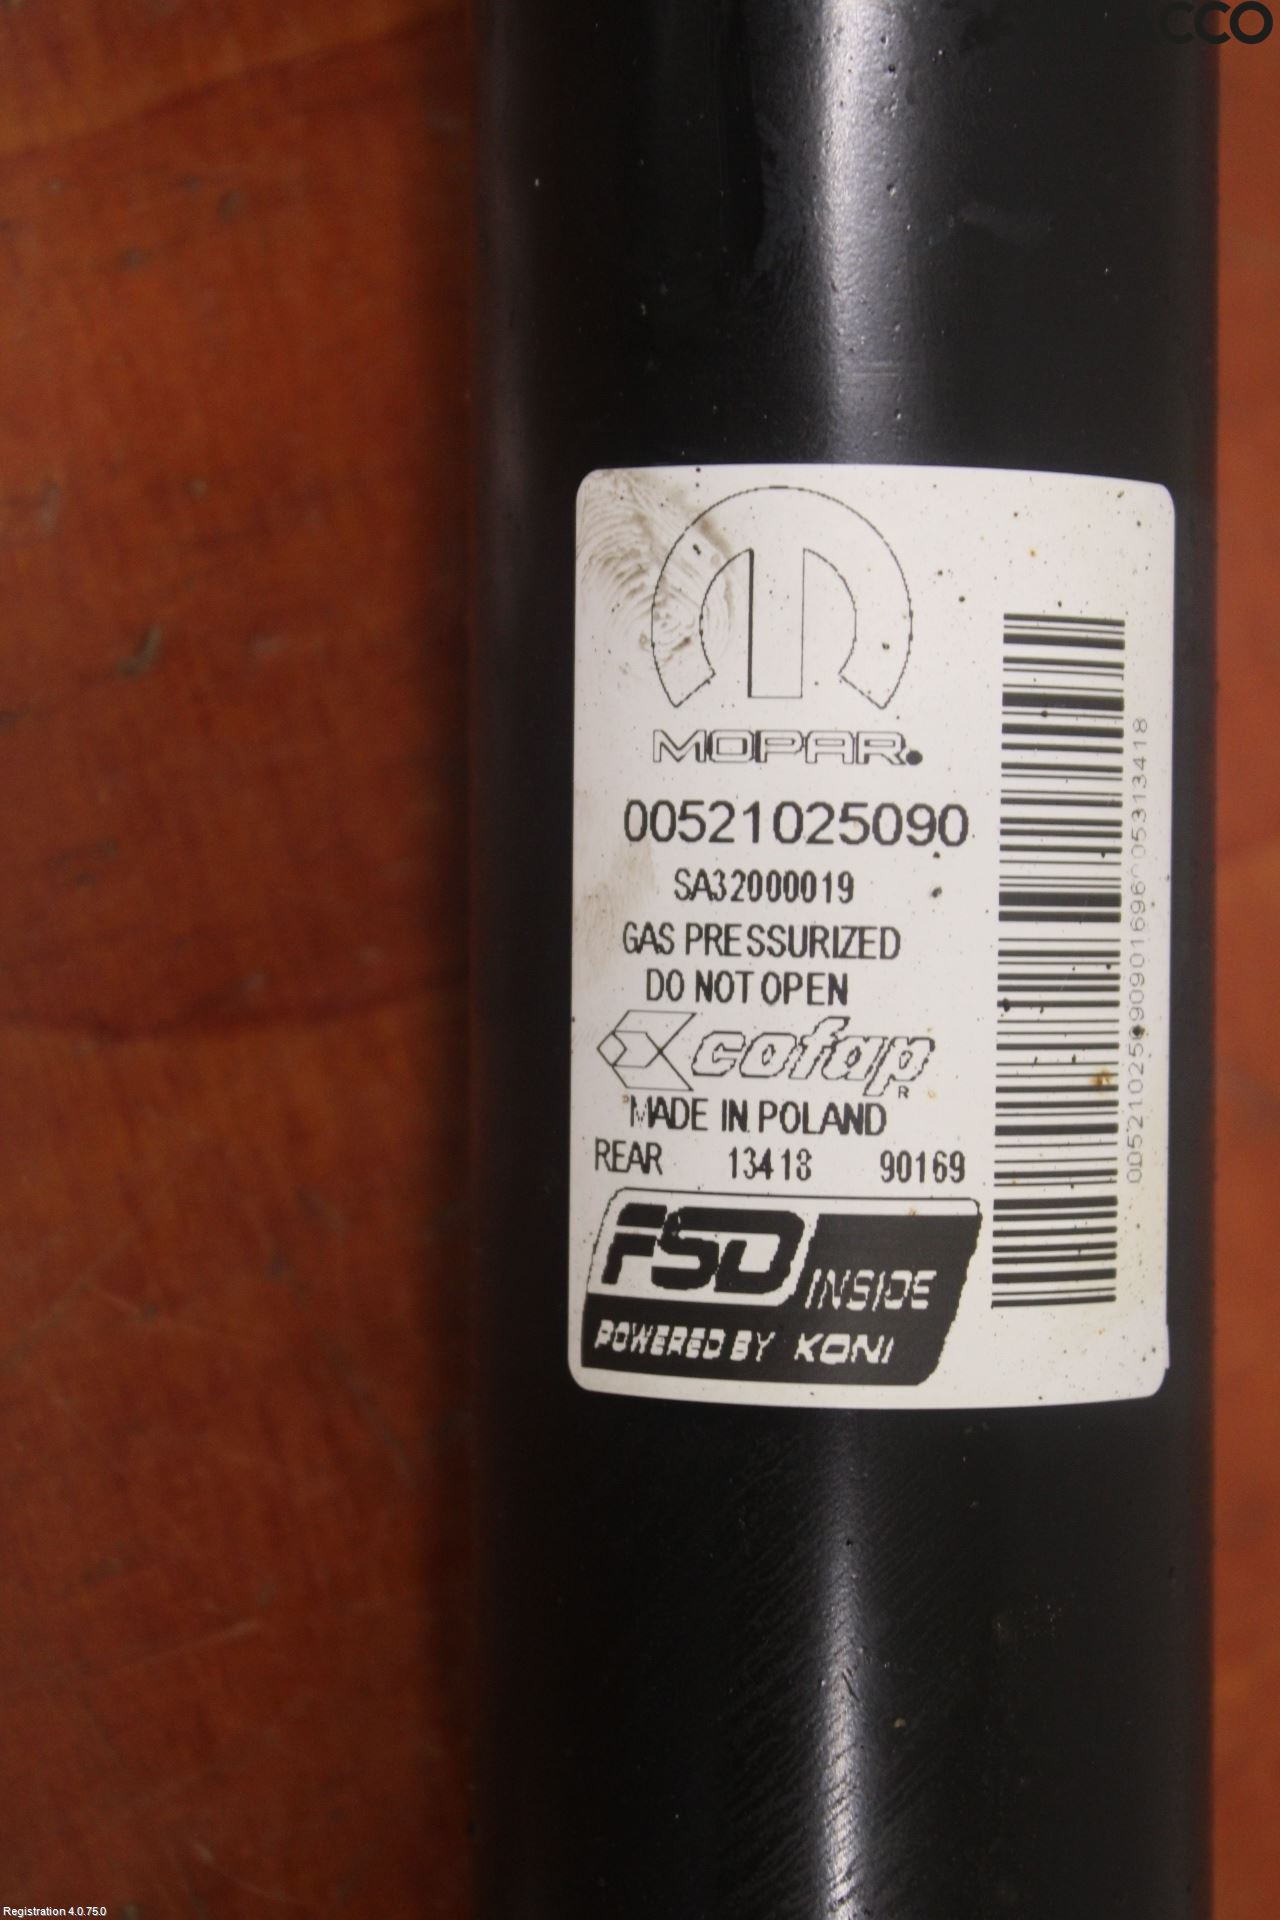 CCO
MOPAR
00521025090
SA32000019
GAS PRESSURIZED
DO NOT OPEN
cofap
R
MADE IN POLAND
REAR 13418 90169
FSD INSIDE
POWERED BY KONI
Registration 4.0.75.0